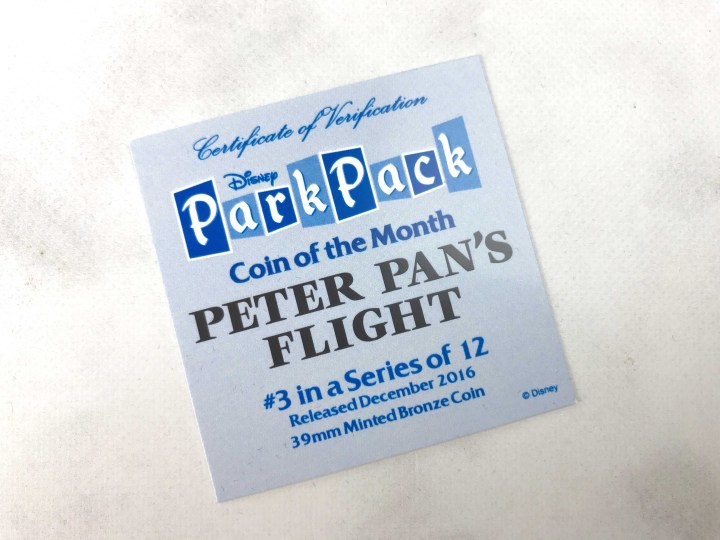 Certificate of Verification
Disney
ParkPack
Coin of the Month
PETER PAN'S
FLIGHT
#3 in a Series of 12
Released December 2016
39mm Minted Bronze Coin
© Disney